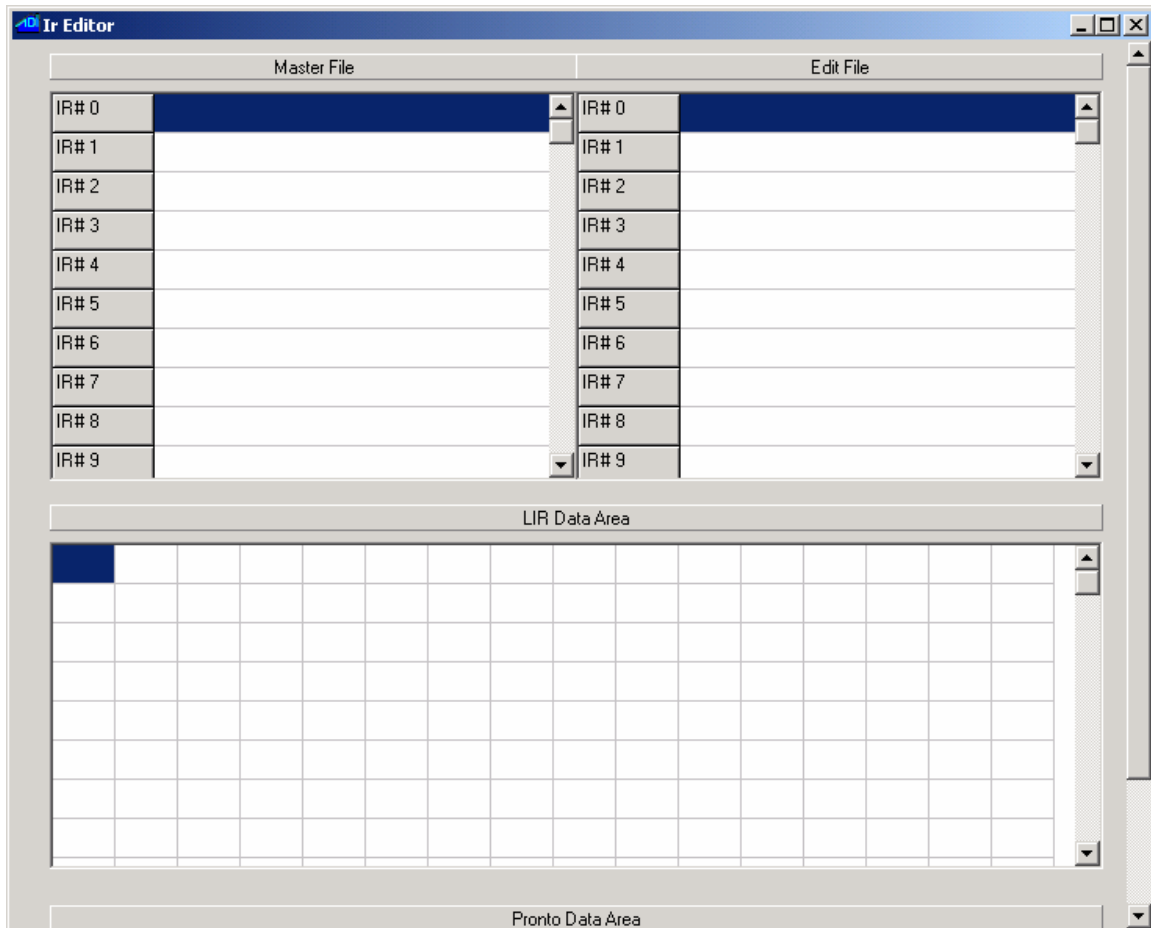 ADI Ir Editor
Master File Edit File
IR# 0 IR# 0
IR# 1 IR# 1
IR# 2 IR# 2
IR# 3 IR# 3
IR# 4 IR# 4
IR# 5 IR# 5
IR# 6 IR# 6
IR# 7 IR# 7
IR# 8 IR# 8
IR# 9 IR# 9
LIR Data Area
Pronto Data Area